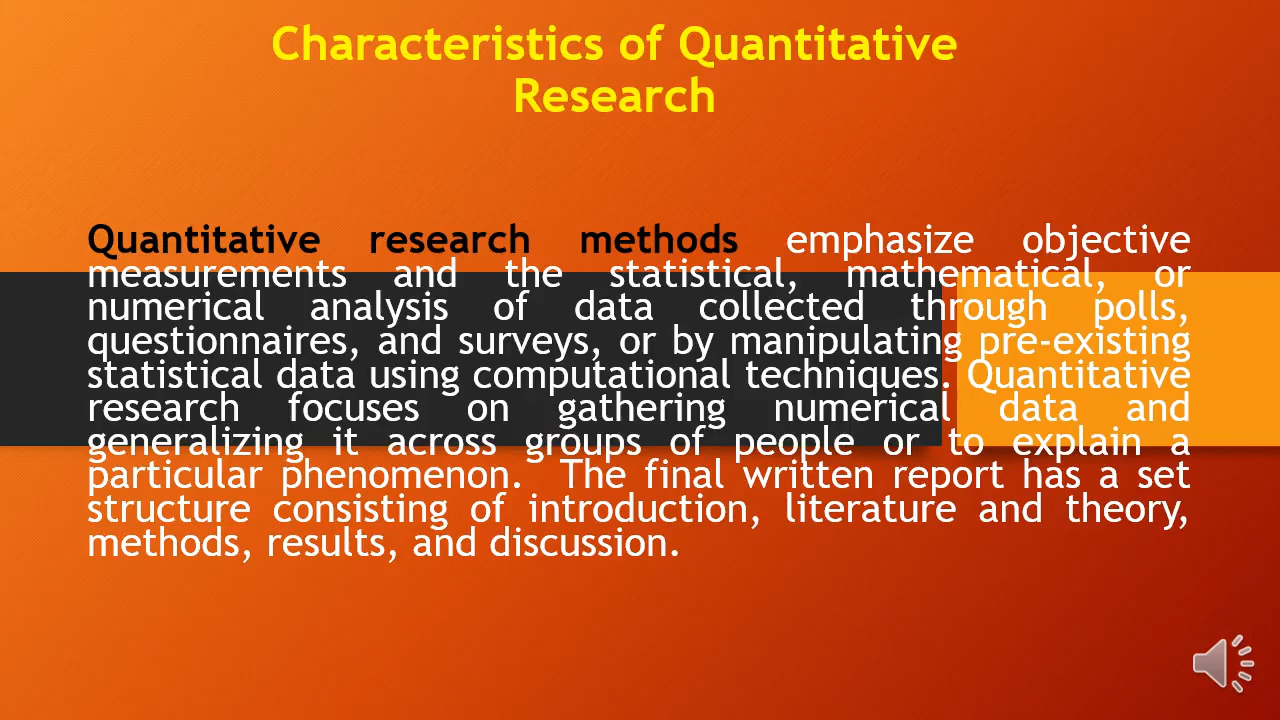 Characteristics of Quantitative
Research
Quantitative research methods emphasize objective
measurements and the statistical, mathematical, or
numerical analysis of data collected through polls,
questionnaires, and surveys, or by manipulating pre-existing
statistical data using computational techniques. Quantitative
research focuses on gathering numerical data and
generalizing it across groups of people or to explain a
particular phenomenon. The final written report has a set
structure consisting of introduction, literature and theory,
methods, results, and discussion.